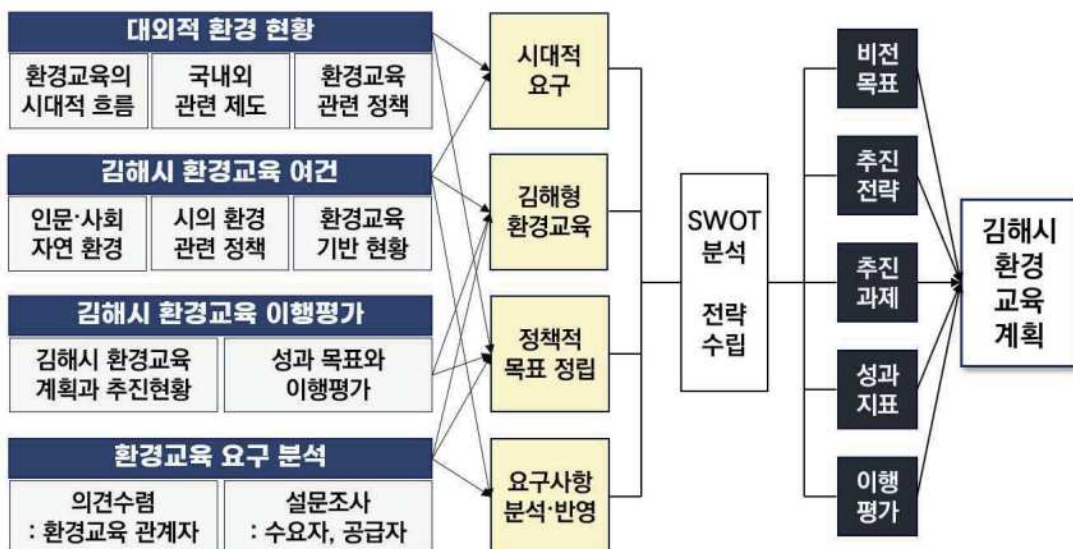 대외적 환경 현황
환경교육의
시대적 흐름
국내외
관련 제도
환경교육
관련 정책
김해시 환경교육 여건
인문·사회
자연 환경
시의 환경
관련 정책
환경교육
기반 현황
김해시 환경교육 이행평가
김해시 환경교육
계획과 추진현황
성과 목표와
이행평가
환경교육 요구 분석
의견수렴
: 환경교육 관계자
설문조사
: 수요자, 공급자
시대적
요구
김해형
환경교육
정책적
목표 정립
요구사항
분석·반영
SWOT
분석
전략
수립
비전
목표
추진
전략
추진
과제
성과
지표
이행
평가
김해시
환경
교육
계획